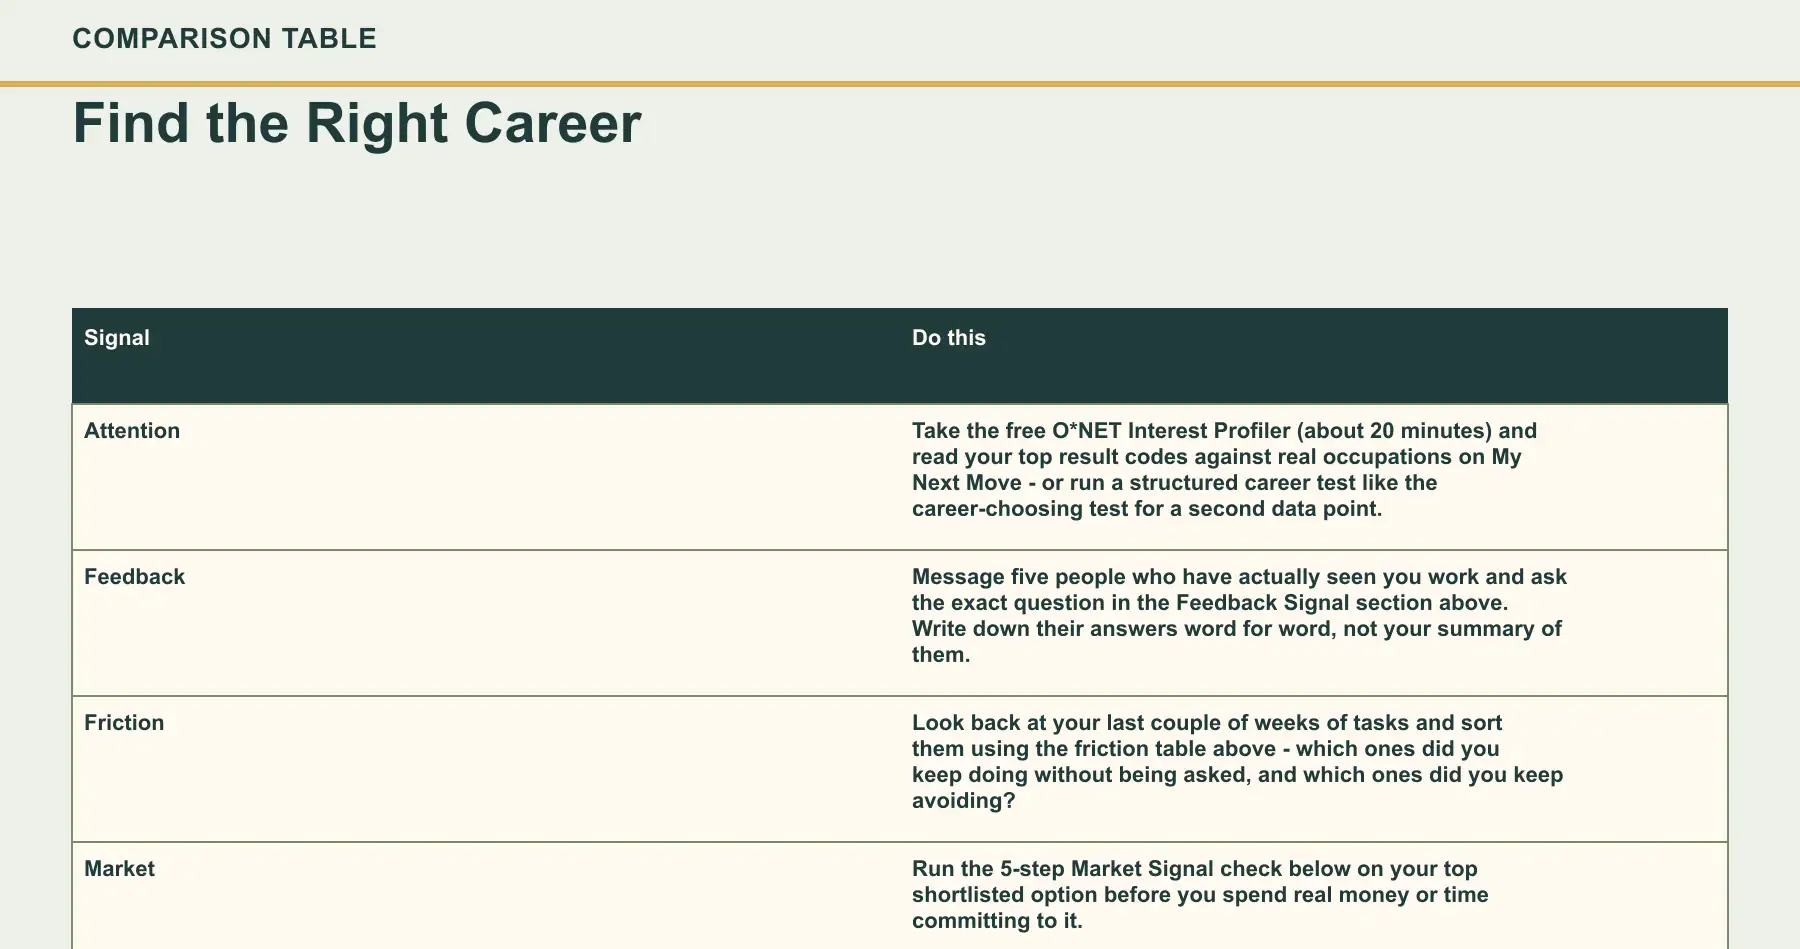 COMPARISON TABLE
Find the Right Career
Signal
Do this
Attention
Take the free O*NET Interest Profiler (about 20 minutes) and
read your top result codes against real occupations on My
Next Move - or run a structured career test like the
career-choosing test for a second data point.
Feedback
Message five people who have actually seen you work and ask
the exact question in the Feedback Signal section above.
Write down their answers word for word, not your summary of
them.
Friction
Look back at your last couple of weeks of tasks and sort
them using the friction table above - which ones did you
keep doing without being asked, and which ones did you keep
avoiding?
Market
Run the 5-step Market Signal check below on your top
shortlisted option before you spend real money or time
committing to it.